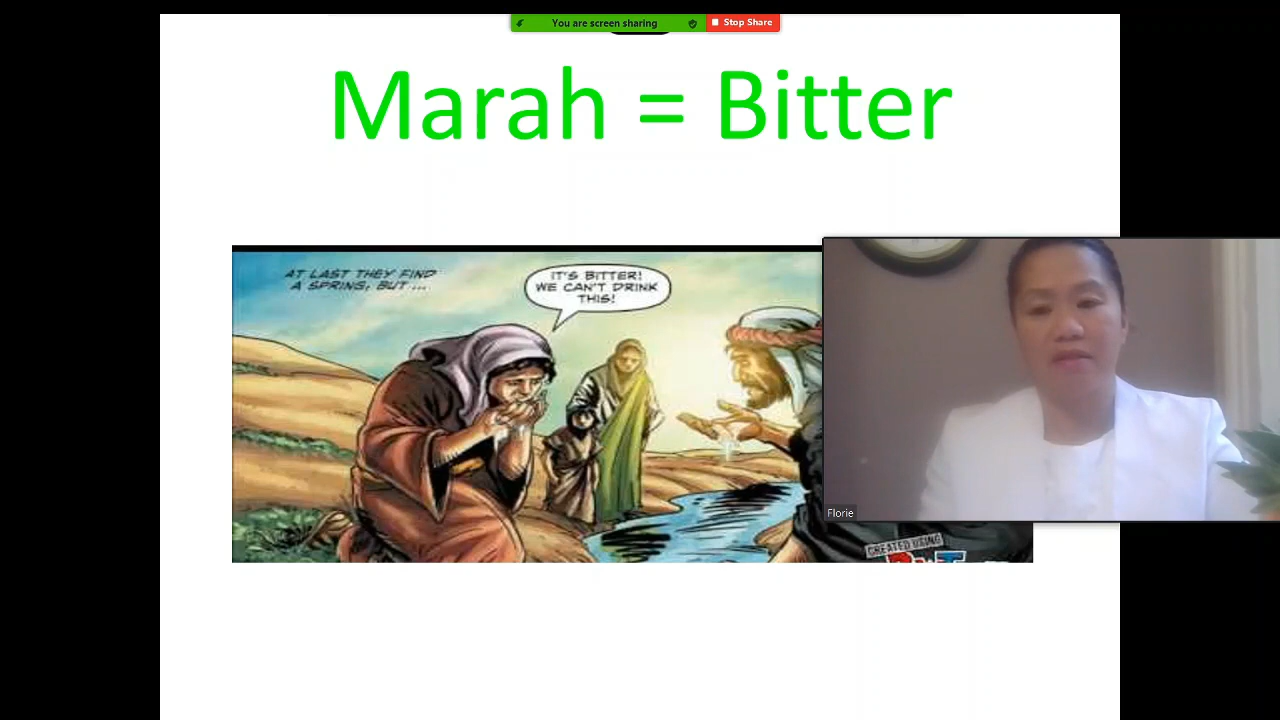 You are screen sharing
Stop Share
Marah = Bitter
AT LAST THEY FIND
A SPRING, BUT ...
IT'S BITTER!
WE CAN'T DRINK
THIS!
Florie
CREATED USING